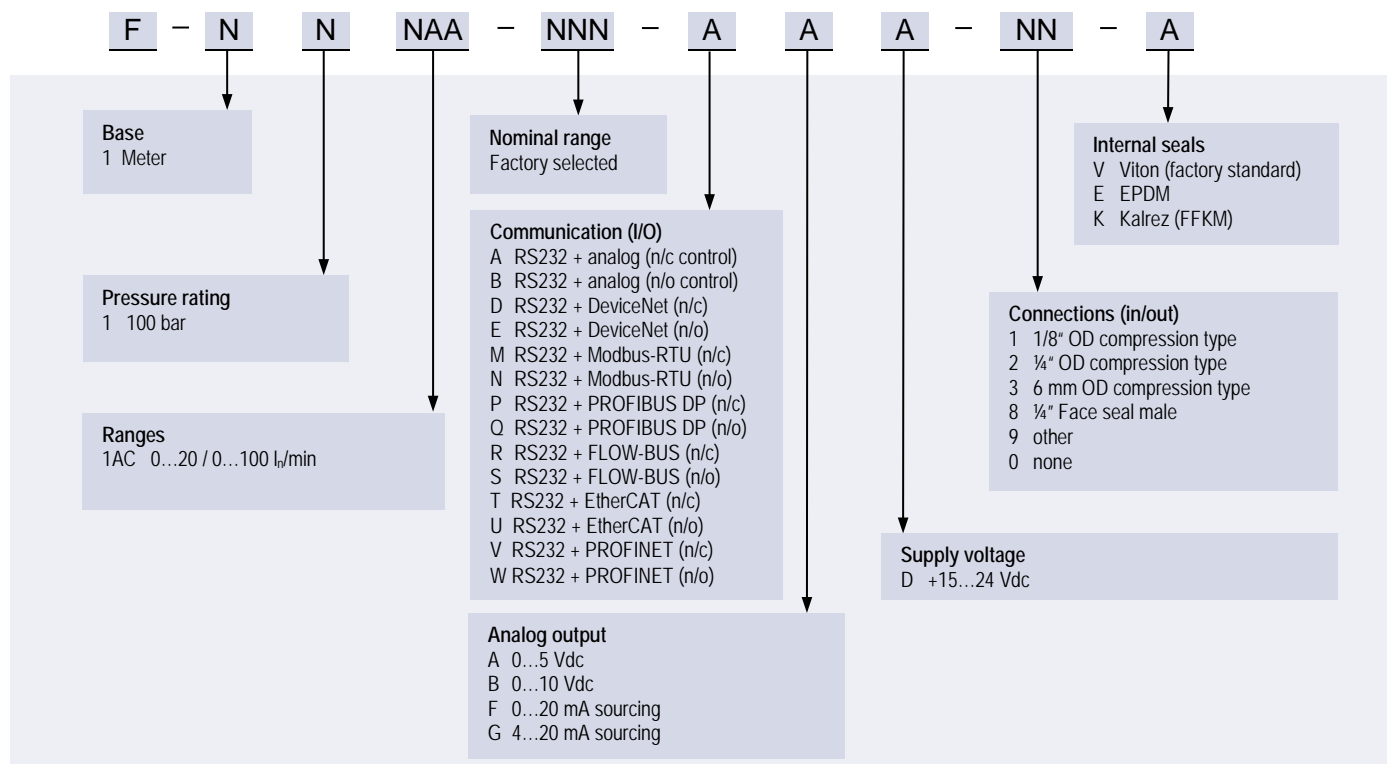 F – N N NAA – NNN – A A A – NN – A
Base
1 Meter
Pressure rating
1 100 bar
Ranges
1AC 0…20 / 0…100 lₙ/min
Nominal range
Factory selected
Communication (I/O)
A RS232 + analog (n/c control)
B RS232 + analog (n/o control)
D RS232 + DeviceNet (n/c)
E RS232 + DeviceNet (n/o)
M RS232 + Modbus-RTU (n/c)
N RS232 + Modbus-RTU (n/o)
P RS232 + PROFIBUS DP (n/c)
Q RS232 + PROFIBUS DP (n/o)
R RS232 + FLOW-BUS (n/c)
S RS232 + FLOW-BUS (n/o)
T RS232 + EtherCAT (n/c)
U RS232 + EtherCAT (n/o)
V RS232 + PROFINET (n/c)
W RS232 + PROFINET (n/o)
Analog output
A 0…5 Vdc
B 0…10 Vdc
F 0…20 mA sourcing
G 4…20 mA sourcing
Supply voltage
D +15…24 Vdc
Connections (in/out)
1 1/8“ OD compression type
2 ¼“ OD compression type
3 6 mm OD compression type
8 ¼” Face seal male
9 other
0 none
Internal seals
V Viton (factory standard)
E EPDM
K Kalrez (FFKM)